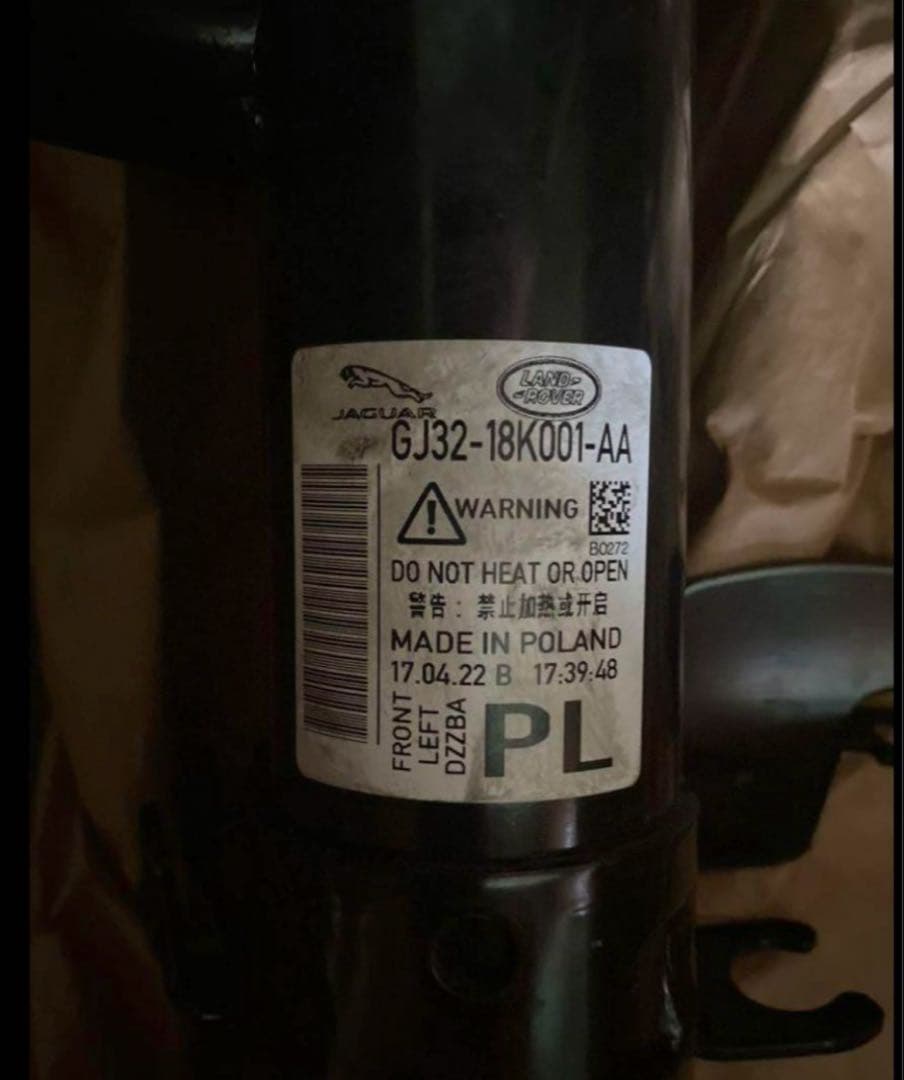 JAGUAR
LAND-
-ROVER
GJ32-18K001-AA
WARNING
B0272
DO NOT HEAT OR OPEN
警告：禁止加热或开启
MADE IN POLAND
17.04.22 B 17:39:48
FRONT
LEFT
DZZBA
PL